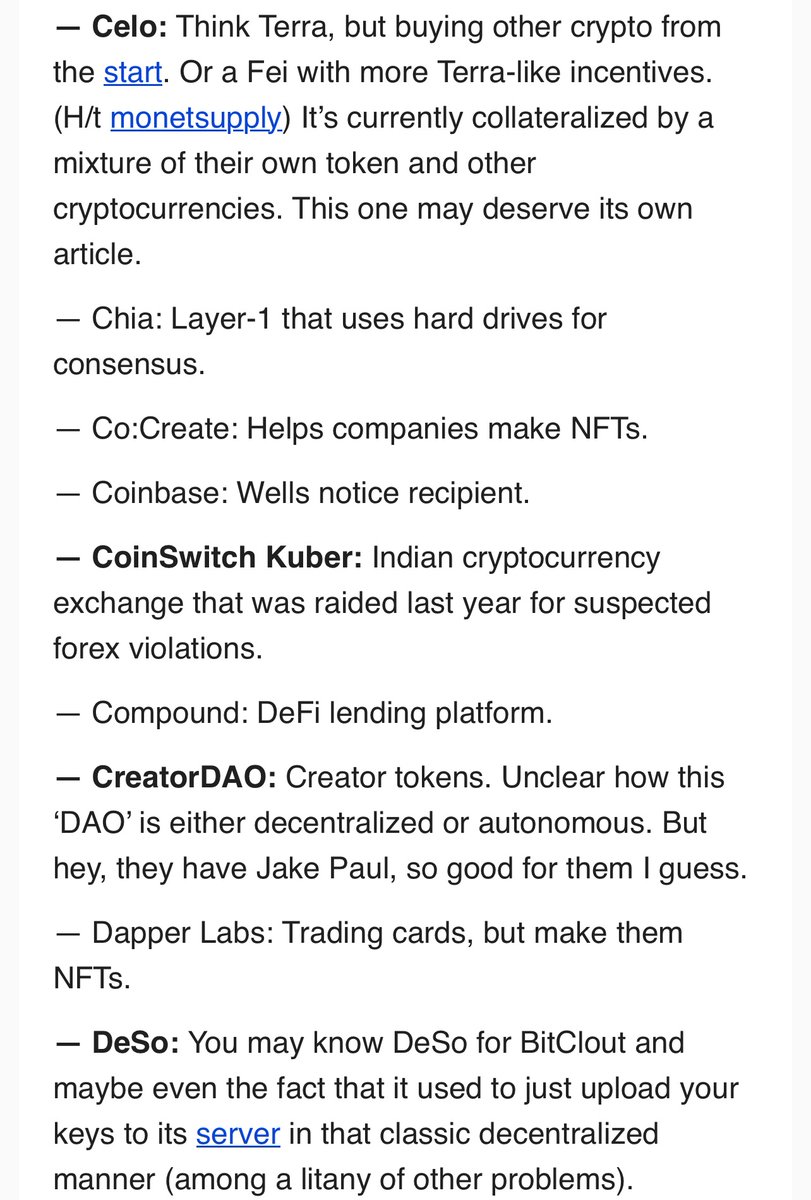 — Celo: Think Terra, but buying other crypto from
the start. Or a Fei with more Terra-like incentives.
(H/t monetsupply) It’s currently collateralized by a
mixture of their own token and other
cryptocurrencies. This one may deserve its own
article.
— Chia: Layer-1 that uses hard drives for
consensus.
— Co:Create: Helps companies make NFTs.
— Coinbase: Wells notice recipient.
— CoinSwitch Kuber: Indian cryptocurrency
exchange that was raided last year for suspected
forex violations.
— Compound: DeFi lending platform.
— CreatorDAO: Creator tokens. Unclear how this
‘DAO’ is either decentralized or autonomous. But
hey, they have Jake Paul, so good for them I guess.
— Dapper Labs: Trading cards, but make them
NFTs.
— DeSo: You may know DeSo for BitClout and
maybe even the fact that it used to just upload your
keys to its server in that classic decentralized
manner (among a litany of other problems).